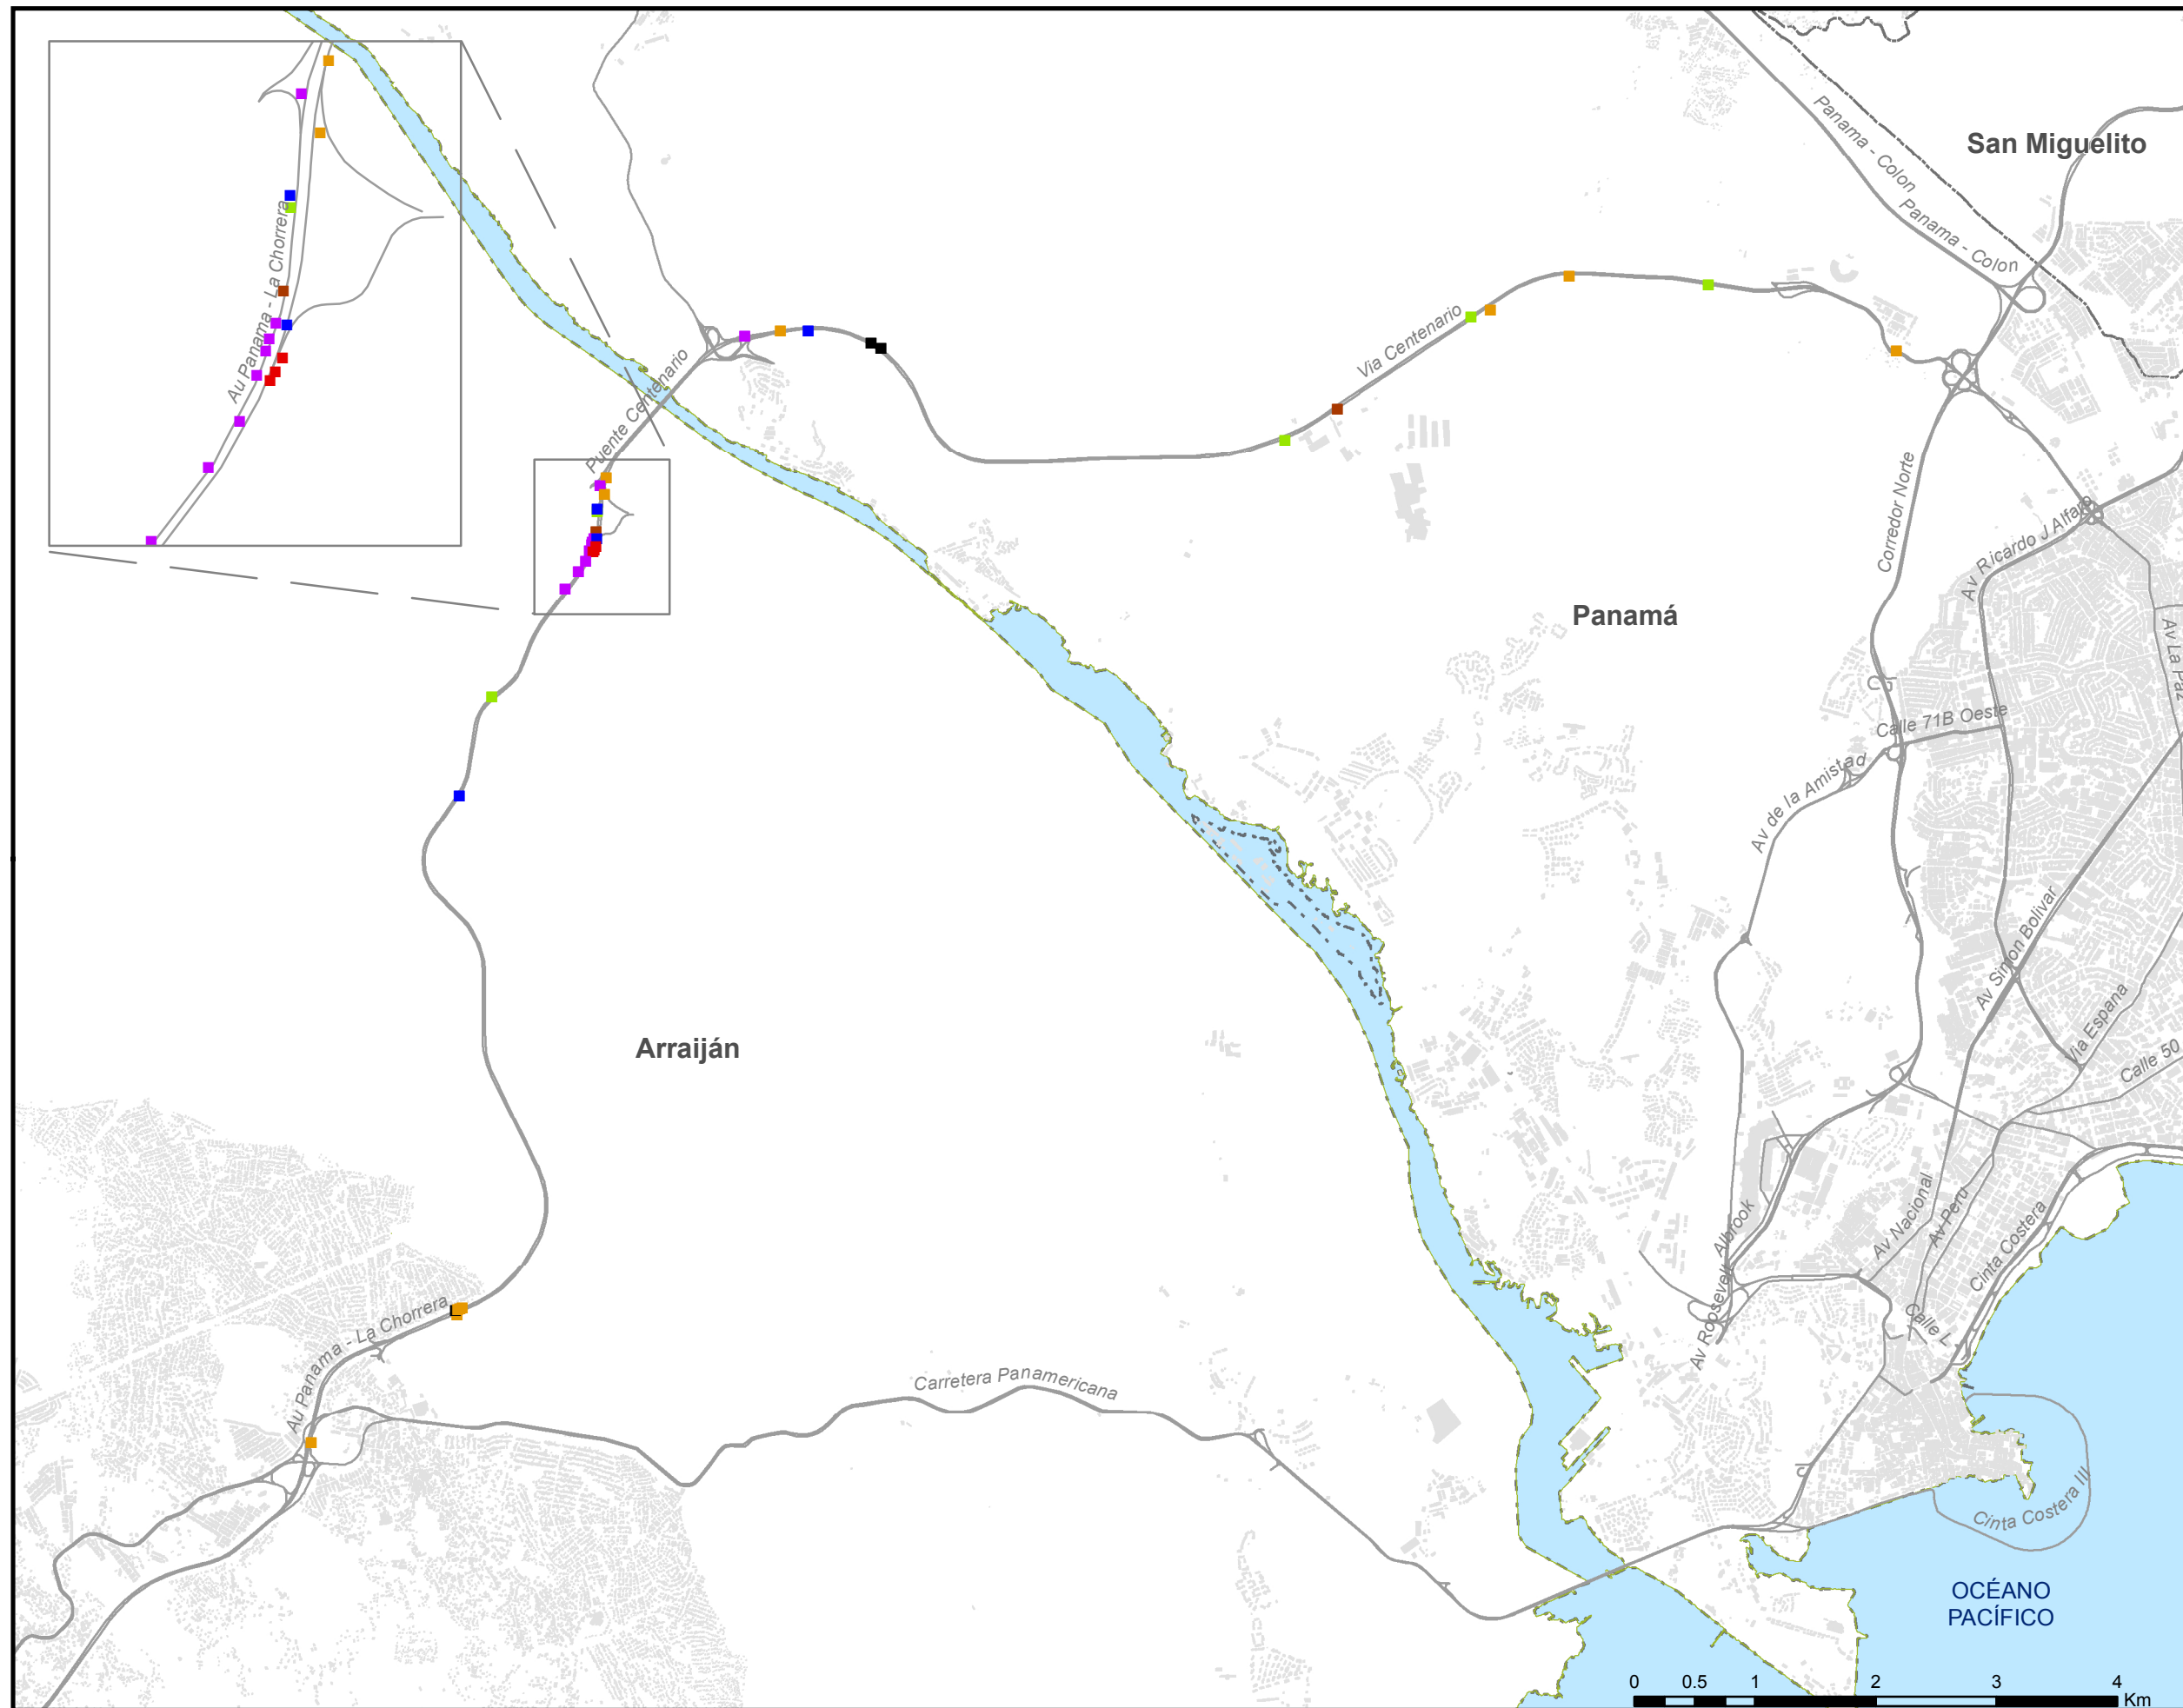 San Miguelito
Panama - Colon
Panama - Colon
Au Panama - La Chorrera
Via Centenario
Puente Centenario
Corredor Norte
Av Ricardo J Alfaro
Panamá
Av La Paz
Calle 71B Oeste
Av de la Amistad
Av Simon Bolivar
Arraiján
Via Espana
Calle 50
Albrook
Av Nacional
Av Peru
Cinta Costera
Av Roosevelt
Calle L
Au Panama - La Chorrera
Carretera Panamericana
Cinta Costera III
OCÉANO
PACÍFICO
0 0.5 1 2 3 4
Km